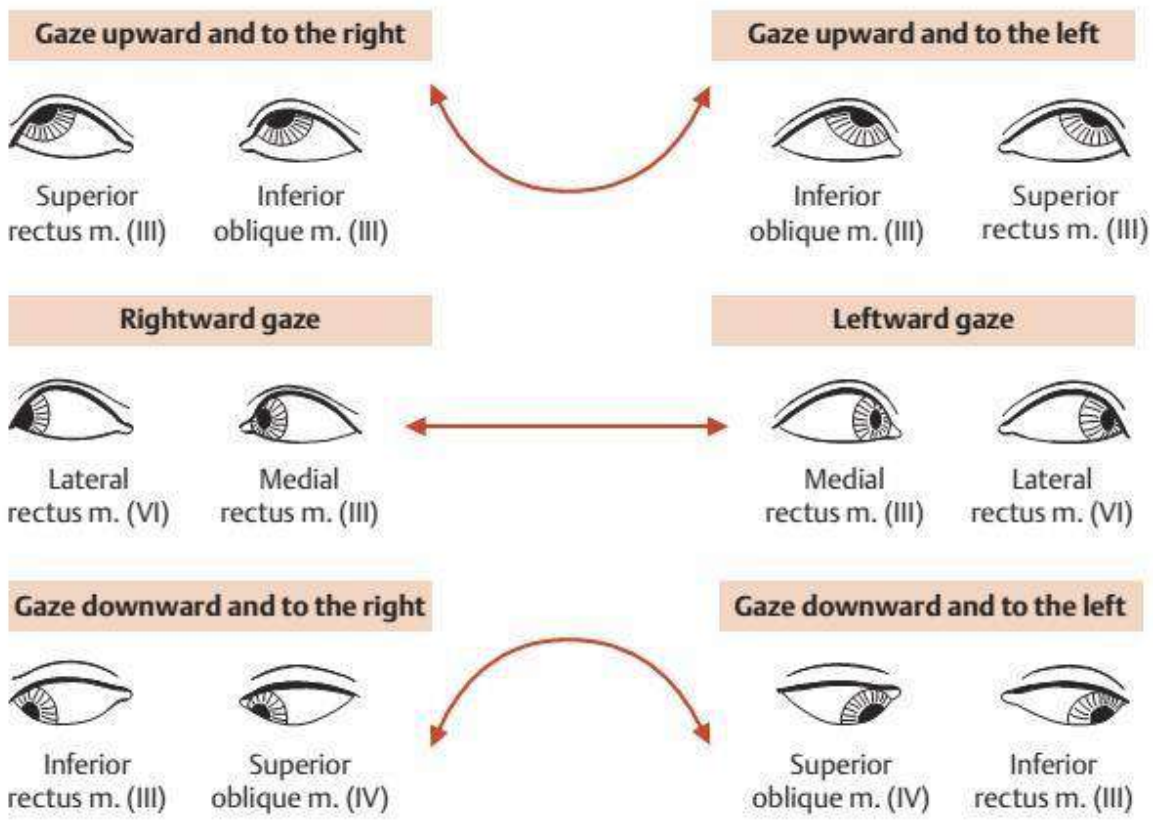 Gaze upward and to the right
Gaze upward and to the left
Superior
rectus m. (III)
Inferior
oblique m. (III)
Inferior
oblique m. (III)
Superior
rectus m. (III)
Rightward gaze
Leftward gaze
Lateral
rectus m. (VI)
Medial
rectus m. (III)
Medial
rectus m. (III)
Lateral
rectus m. (VI)
Gaze downward and to the right
Gaze downward and to the left
Inferior
rectus m. (III)
Superior
oblique m. (IV)
Superior
oblique m. (IV)
Inferior
rectus m. (III)